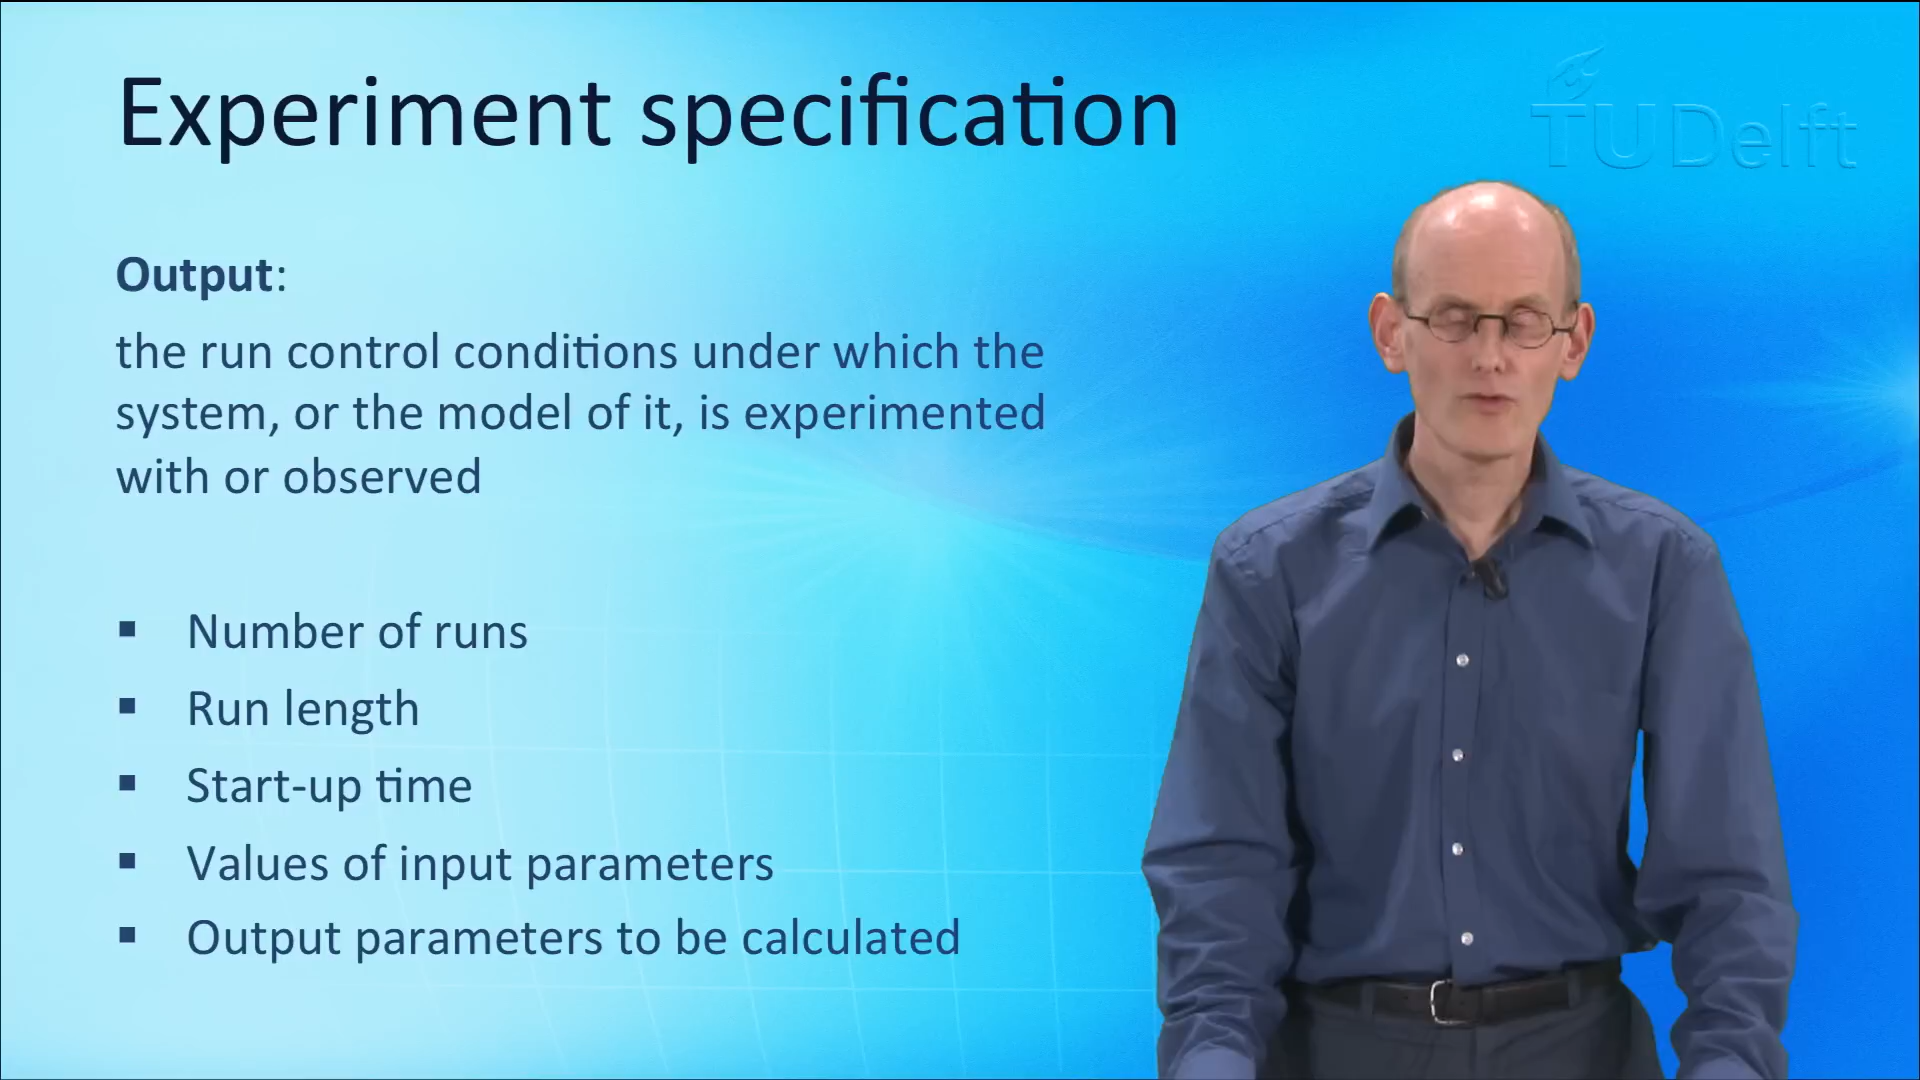 Experiment specification
TUDelft
Output:
the run control conditions under which the
system, or the model of it, is experimented
with or observed
▪ Number of runs
▪ Run length
▪ Start-up time
▪ Values of input parameters
▪ Output parameters to be calculated